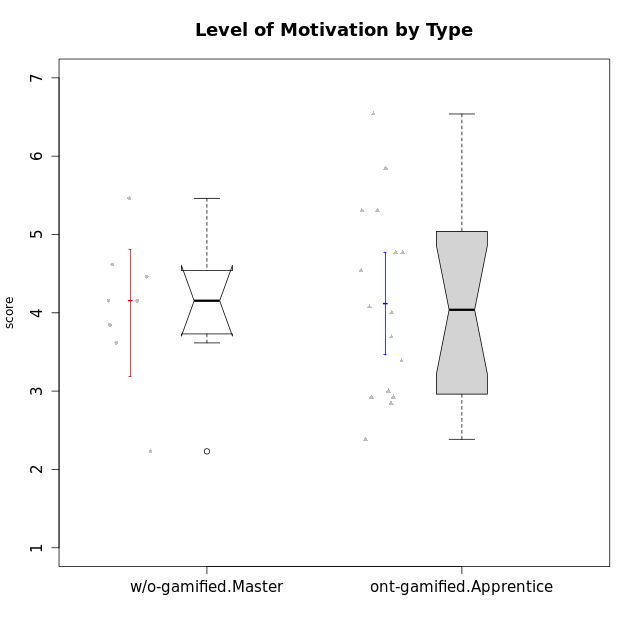 Level of Motivation by Type
7
6
5
4
3
2
1
score
w/o-gamified.Master
ont-gamified.Apprentice